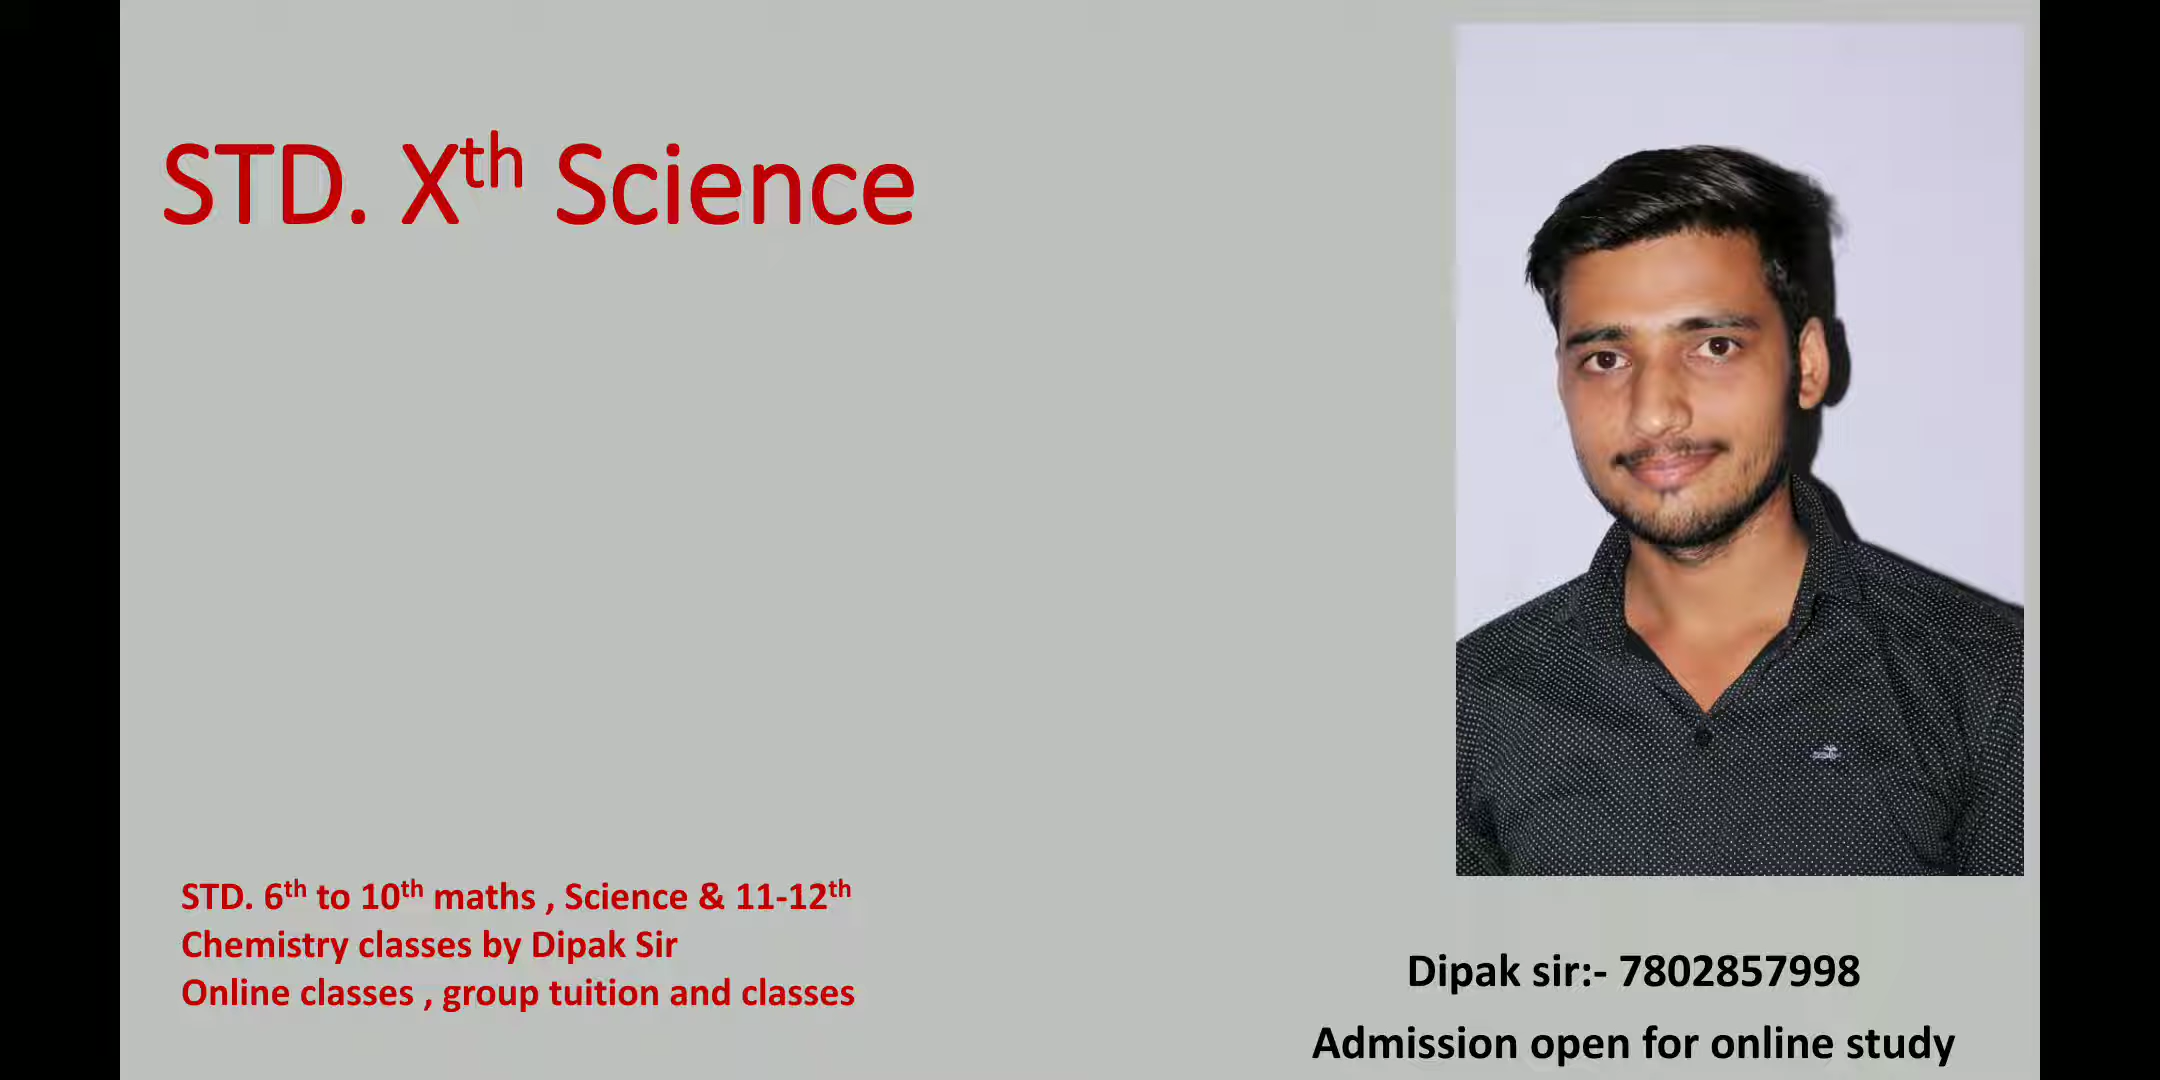 STD. Xth Science
STD. 6th to 10th maths , Science & 11-12th
Chemistry classes by Dipak Sir
Online classes , group tuition and classes
Dipak sir:- 7802857998
Admission open for online study